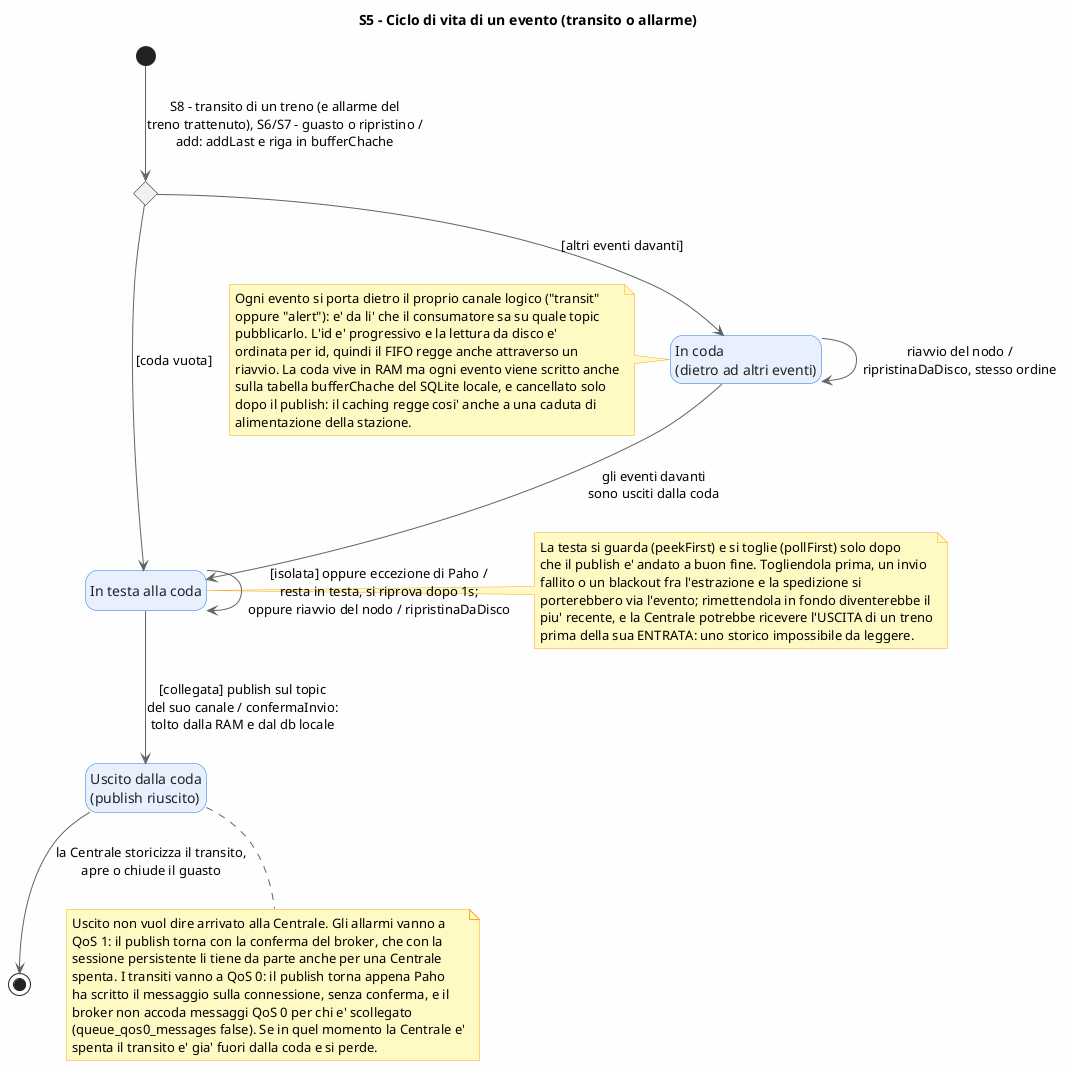 S5 - Ciclo di vita di un evento (transito o allarme)
S8 - transito di un treno (e allarme del
treno trattenuto), S6/S7 - guasto o ripristino /
add: addLast e riga in bufferChache
[altri eventi davanti]
[coda vuota]
Ogni evento si porta dietro il proprio canale logico ("transit"
oppure "alert"): e' da li' che il consumatore sa su quale topic
pubblicarlo. L'id e' progressivo e la lettura da disco e'
ordinata per id, quindi il FIFO regge anche attraverso un
riavvio. La coda vive in RAM ma ogni evento viene scritto anche
sulla tabella bufferChache del SQLite locale, e cancellato solo
dopo il publish: il caching regge cosi' anche a una caduta di
alimentazione della stazione.
In coda
(dietro ad altri eventi)
riavvio del nodo /
ripristinaDaDisco, stesso ordine
gli eventi davanti
sono usciti dalla coda
In testa alla coda
[isolata] oppure eccezione di Paho /
resta in testa, si riprova dopo 1s;
oppure riavvio del nodo / ripristinaDaDisco
La testa si guarda (peekFirst) e si toglie (pollFirst) solo dopo
che il publish e' andato a buon fine. Togliendola prima, un invio
fallito o un blackout fra l'estrazione e la spedizione si
porterebbero via l'evento; rimettendola in fondo diventerebbe il
piu' recente, e la Centrale potrebbe ricevere l'USCITA di un treno
prima della sua ENTRATA: uno storico impossibile da leggere.
[collegata] publish sul topic
del suo canale / confermaInvio:
tolto dalla RAM e dal db locale
Uscito dalla coda
(publish riuscito)
la Centrale storicizza il transito,
apre o chiude il guasto
Uscito non vuol dire arrivato alla Centrale. Gli allarmi vanno a
QoS 1: il publish torna con la conferma del broker, che con la
sessione persistente li tiene da parte anche per una Centrale
spenta. I transiti vanno a QoS 0: il publish torna appena Paho
ha scritto il messaggio sulla connessione, senza conferma, e il
broker non accoda messaggi QoS 0 per chi e' scollegato
(queue_qos0_messages false). Se in quel momento la Centrale e'
spenta il transito e' gia' fuori dalla coda e si perde.